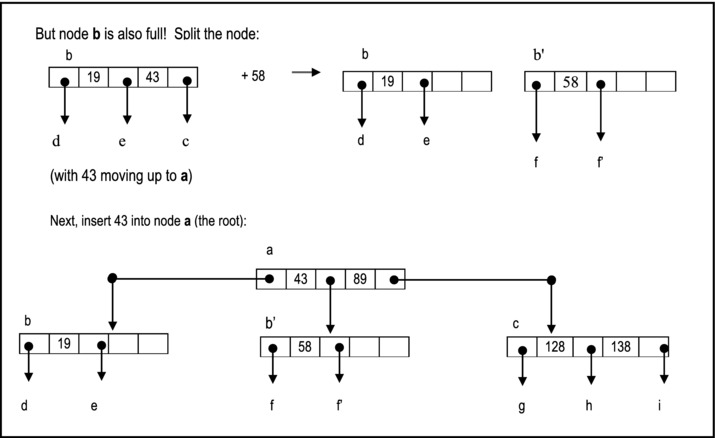 But node b is also full! Split the node:
b
19 43
+ 58
b
19
b'
58
d e c
d e
f f'
(with 43 moving up to a)
Next, insert 43 into node a (the root):
a
43 89
b
19
b'
58
c
128 138
d e
f f'
g h i